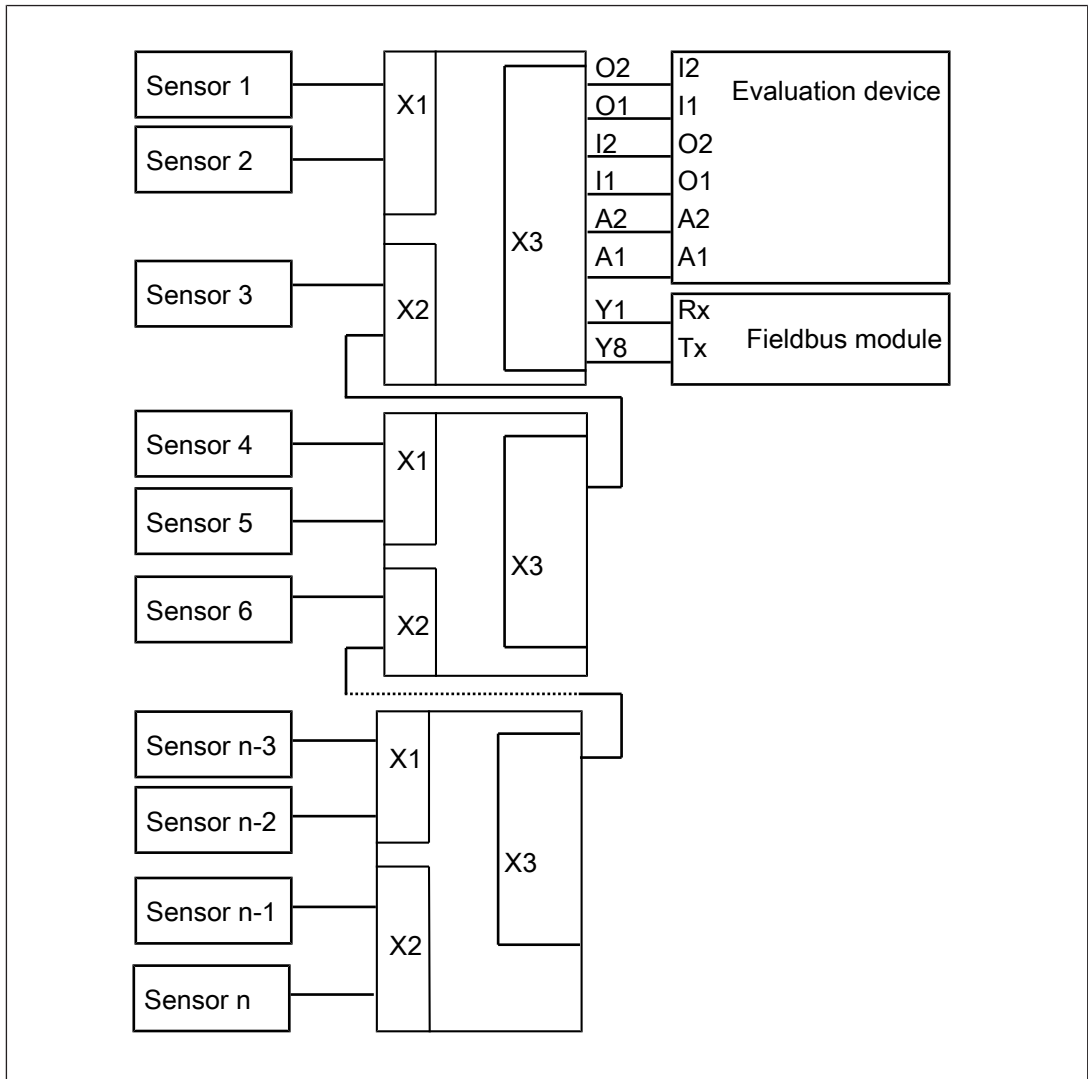 Sensor 1
Sensor 2
Sensor 3
X1
X2
X3
O2
O1
I2
I1
A2
A1
Y1
Y8
I2
I1
O2
O1
A2
A1
Evaluation device
Rx
Tx
Fieldbus module
Sensor 4
Sensor 5
Sensor 6
X1
X2
X3
Sensor n-3
Sensor n-2
Sensor n-1
Sensor n
X1
X2
X3